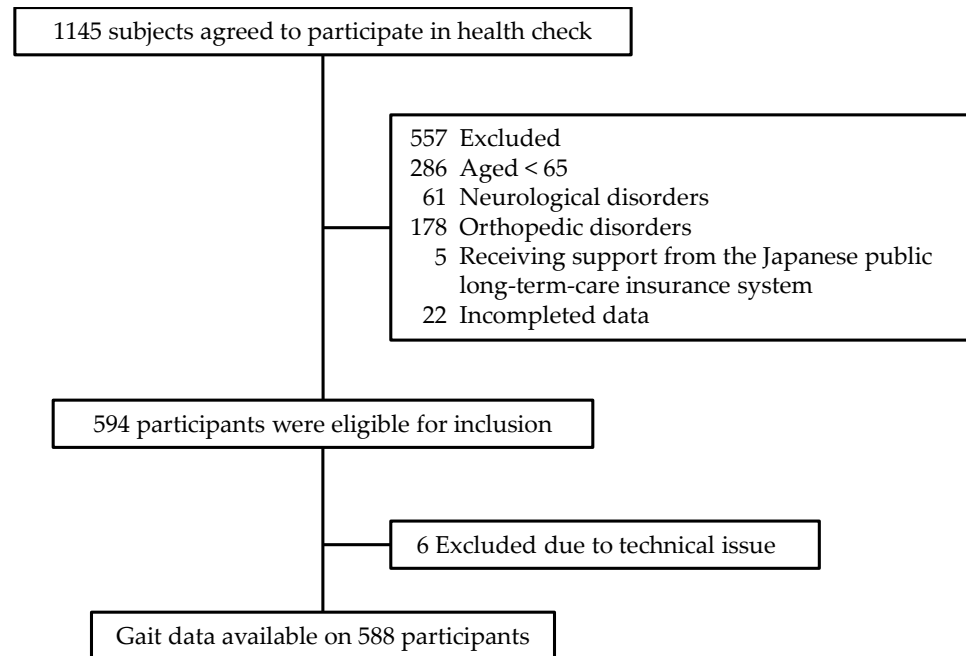 1145 subjects agreed to participate in health check
557 Excluded
286 Aged < 65
61 Neurological disorders
178 Orthopedic disorders
5 Receiving support from the Japanese public
long-term-care insurance system
22 Incompleted data
594 participants were eligible for inclusion
6 Excluded due to technical issue
Gait data available on 588 participants